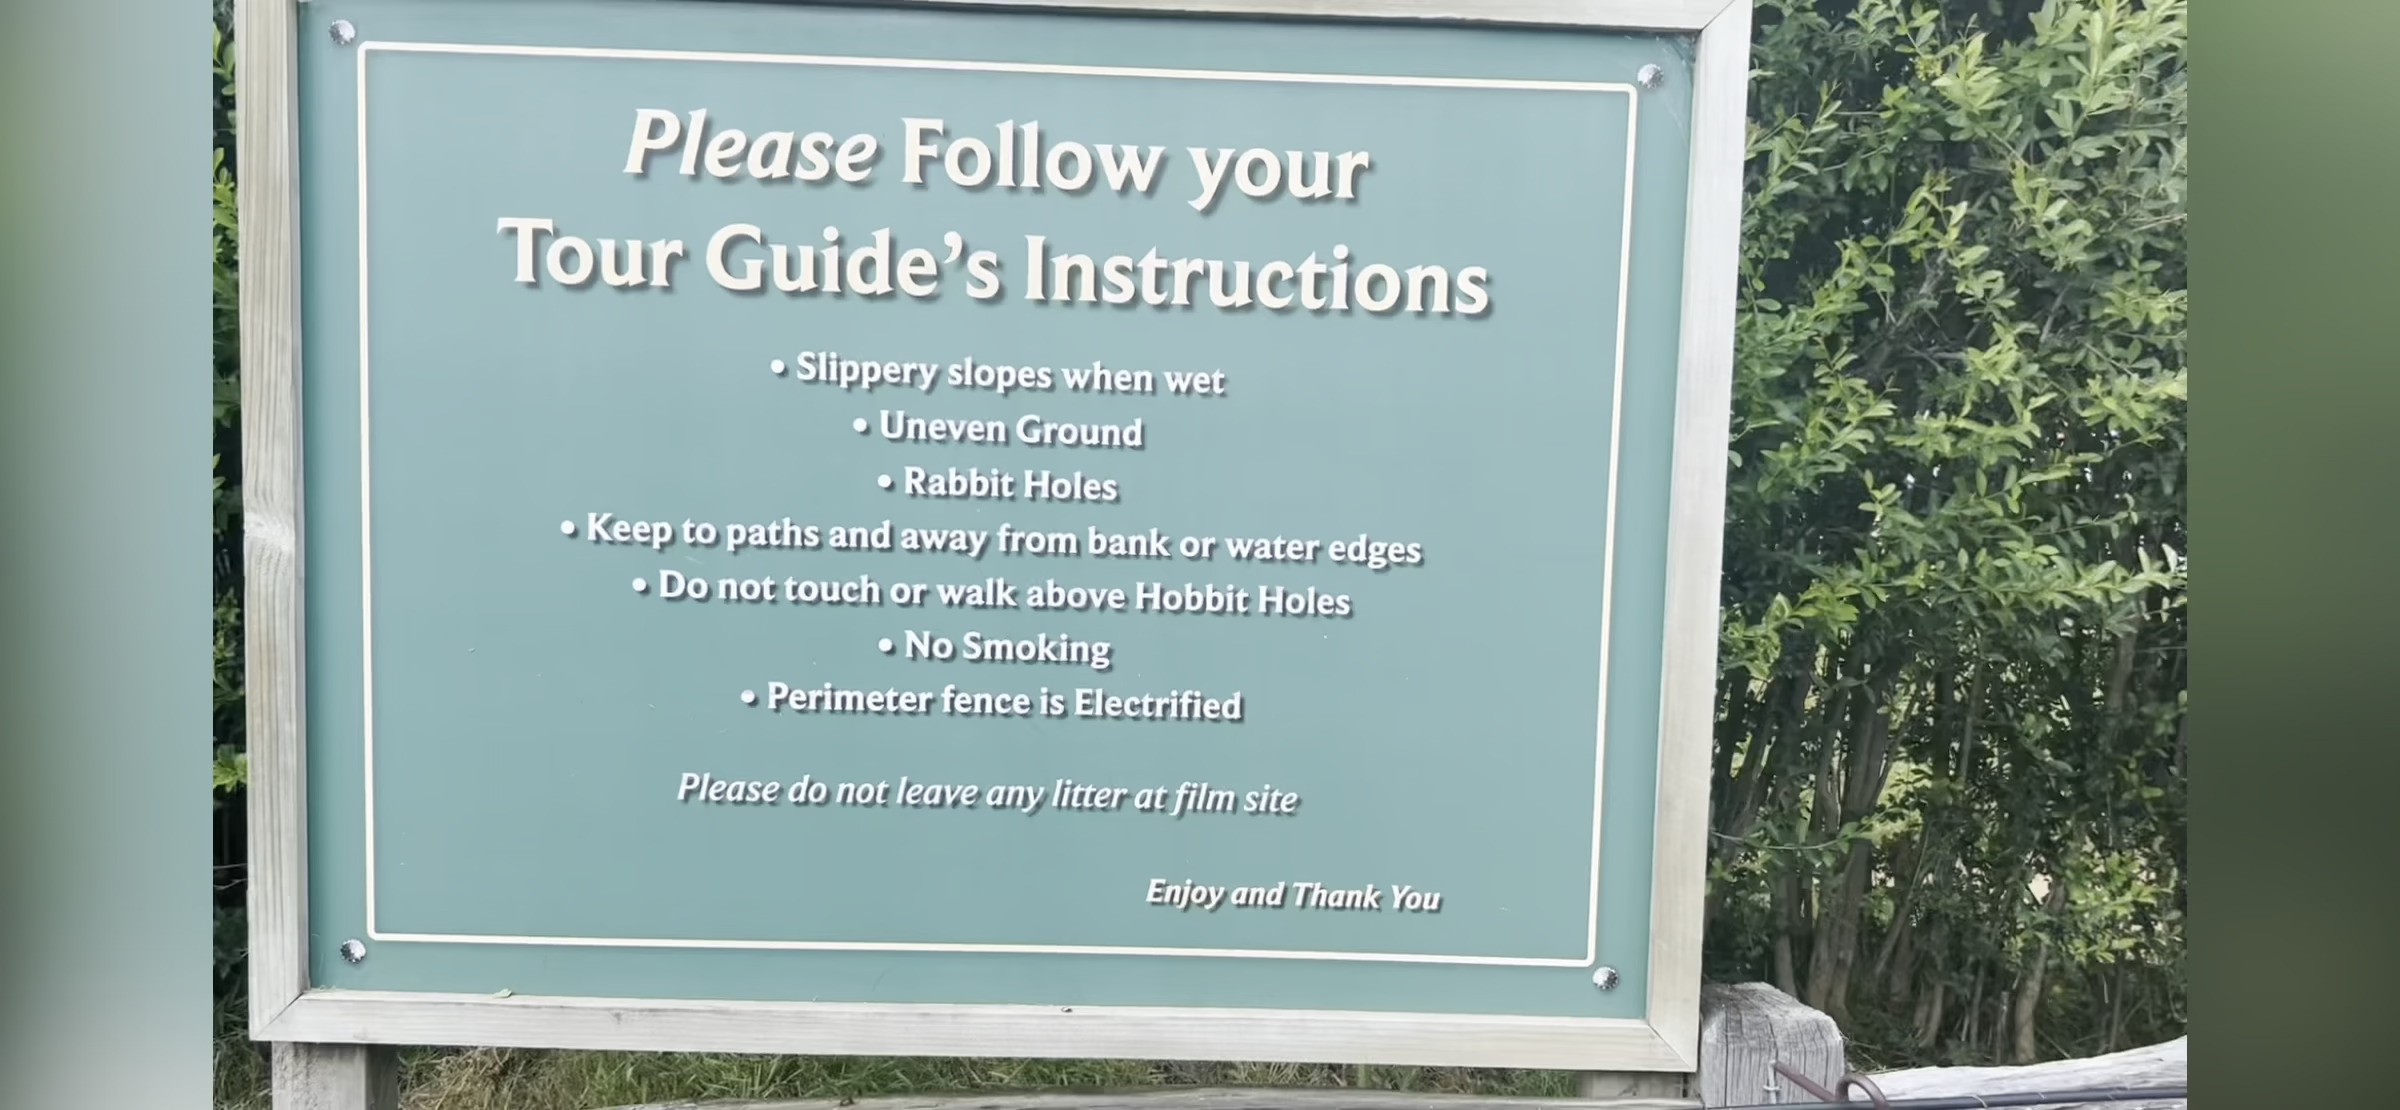 Please Follow your
Tour Guide's Instructions
• Slippery slopes when wet
• Uneven Ground
• Rabbit Holes
• Keep to paths and away from bank or water edges
• Do not touch or walk above Hobbit Holes
• No Smoking
• Perimeter fence is Electrified
Please do not leave any litter at film site
Enjoy and Thank You